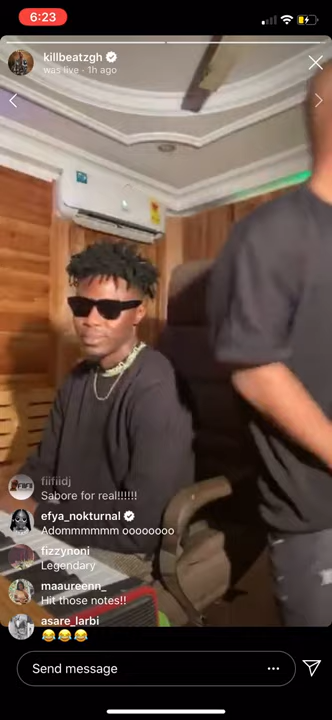 6:23
killbeatzgh
was live · 1h ago
fiifiidj
Sabore for real!!!!!!
efya_nokturnal
Adommmmmm oooooooo
fizzynoni
Legendary
maaureenn_
Hit those notes!!
asare_larbi
😂😂😂
Send message